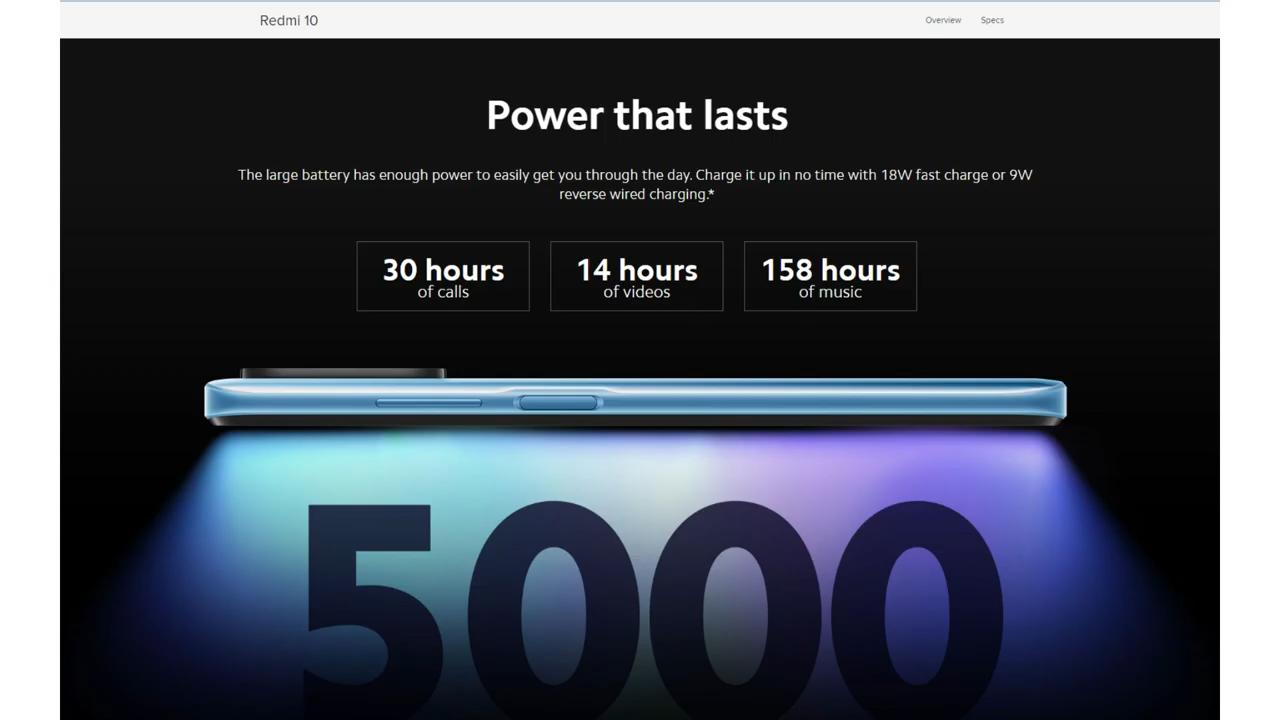 Redmi 10
Overview Specs
Power that lasts
The large battery has enough power to easily get you through the day. Charge it up in no time with 18W fast charge or 9W
reverse wired charging.*
30 hours
of calls
14 hours
of videos
158 hours
of music
5000